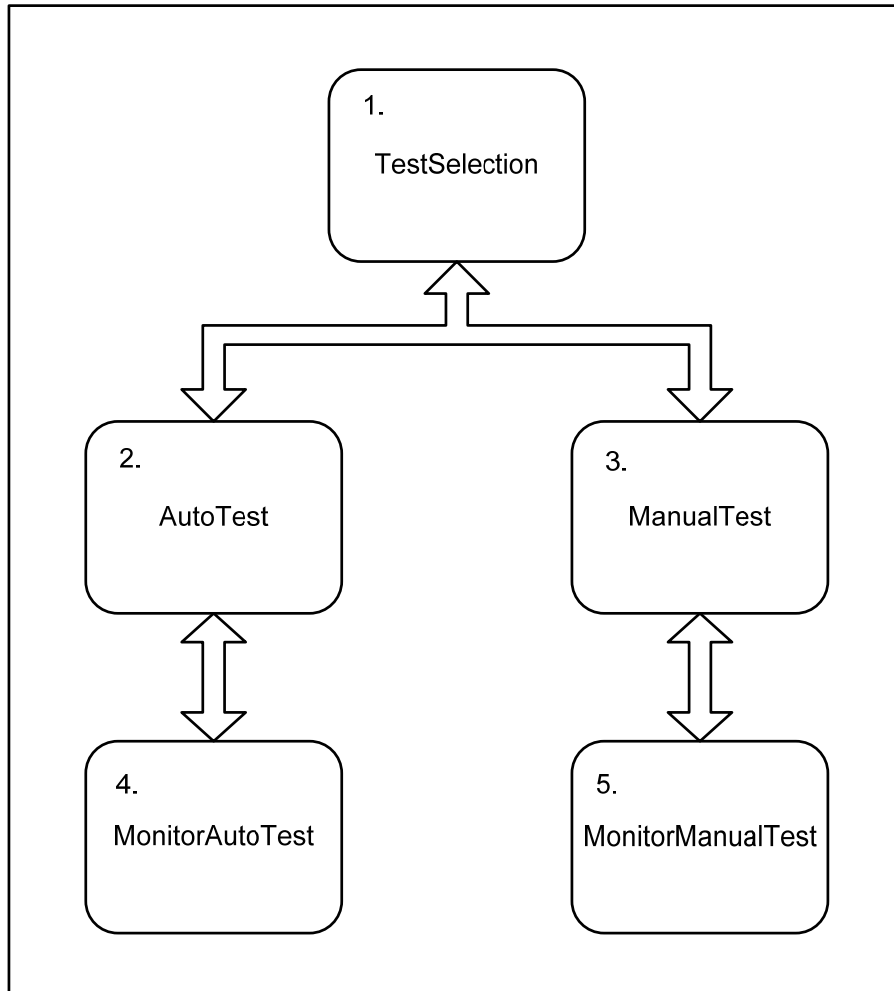 1.
TestSelection
2.
AutoTest
3.
ManualTest
4.
MonitorAutoTest
5.
MonitorManualTest